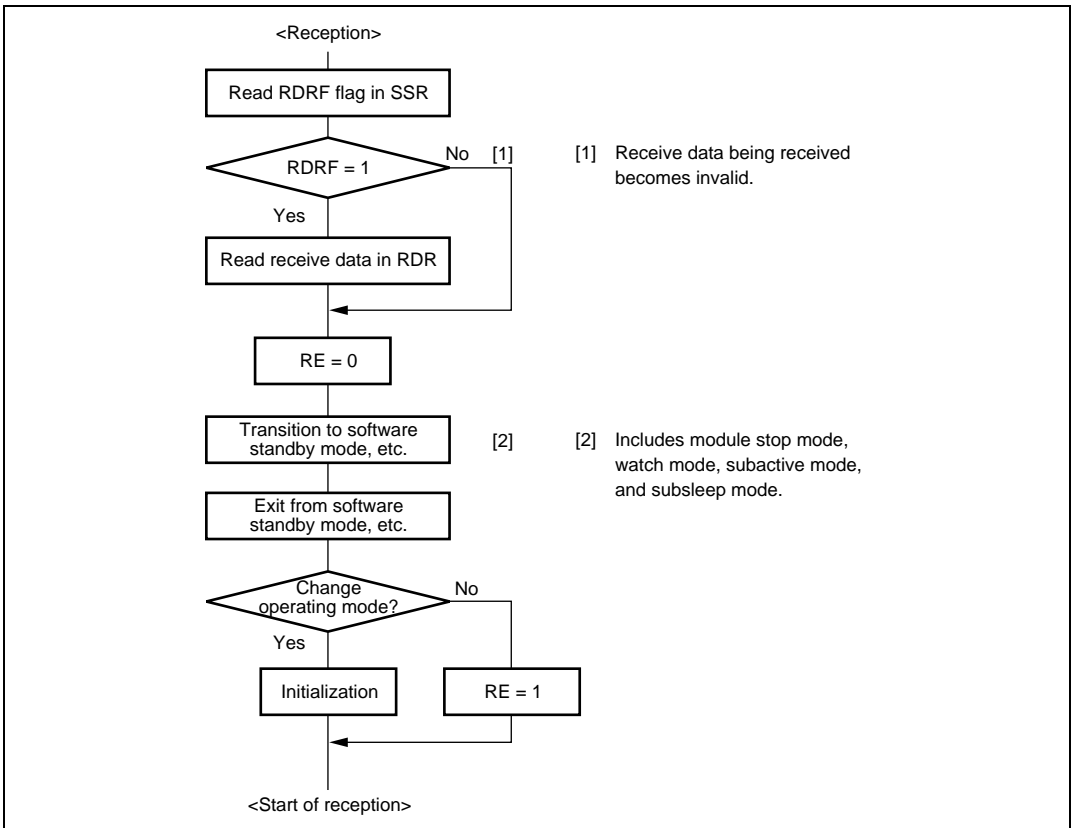 <Reception>
Read RDRF flag in SSR
RDRF = 1
No [1]
[1] Receive data being received
becomes invalid.
Yes
Read receive data in RDR
RE = 0
Transition to software
standby mode, etc.
[2]
[2] Includes module stop mode,
watch mode, subactive mode,
and subsleep mode.
Exit from software
standby mode, etc.
Change
operating mode?
No
Yes
Initialization
RE = 1
<Start of reception>